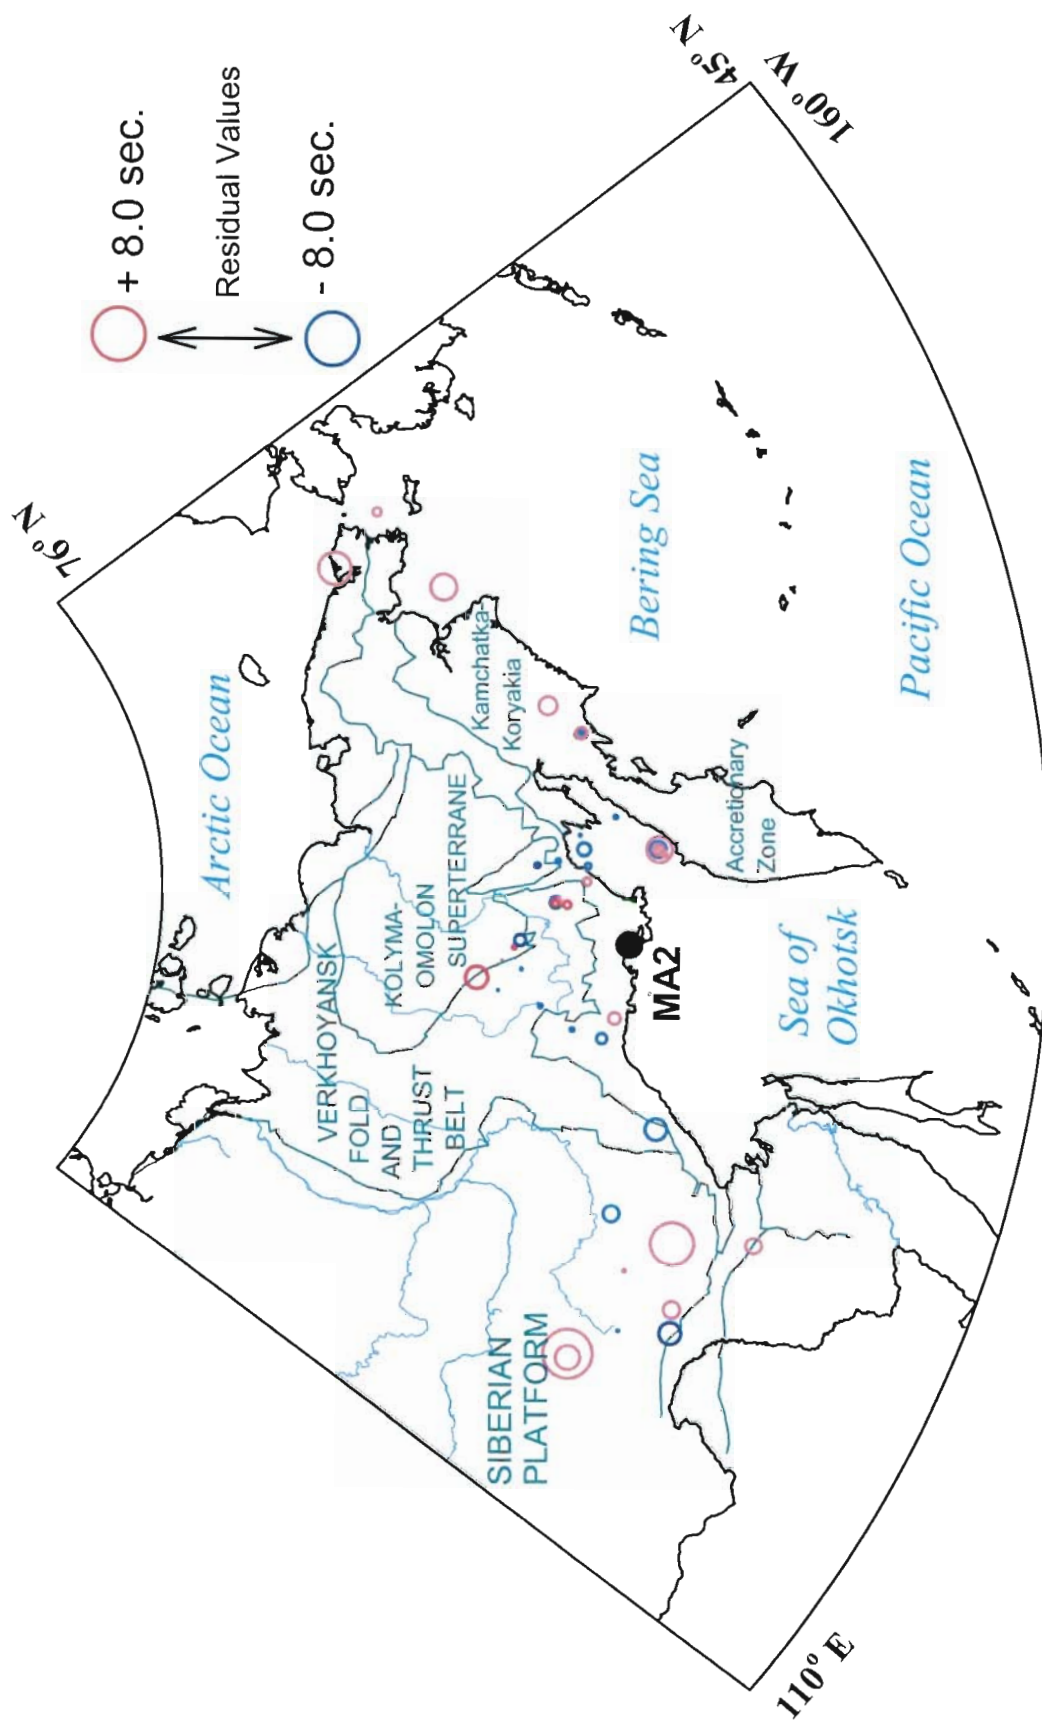 76° N
45° N
160° W
110° E
+ 8.0 sec.
Residual Values
- 8.0 sec.
Arctic Ocean
Bering Sea
Pacific Ocean
Sea of
Okhotsk
VERKHOYANSK
FOLD
AND
THRUST
BELT
KOLYMA-
OMOLON
SUPERTERRANE
Kamchatka-
Koryakia
Accretionary
Zone
SIBERIAN
PLATFORM
MA2